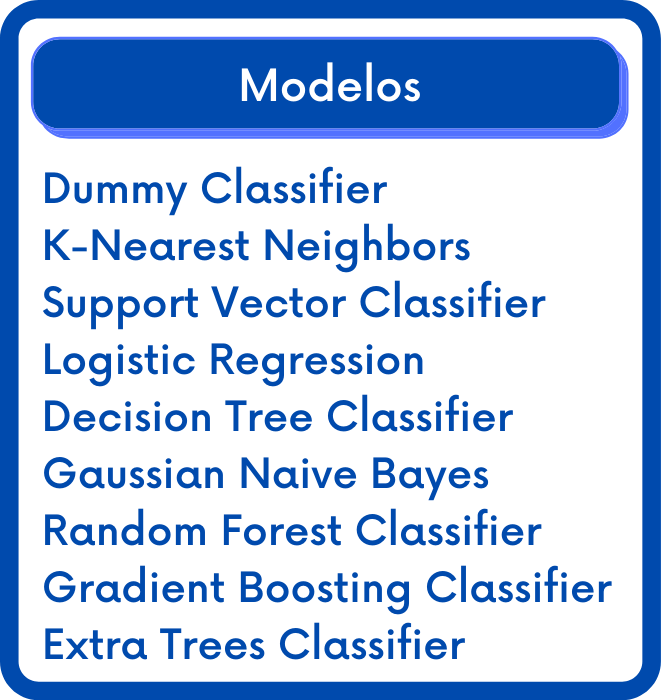 Modelos
Dummy Classifier
K-Nearest Neighbors
Support Vector Classifier
Logistic Regression
Decision Tree Classifier
Gaussian Naive Bayes
Random Forest Classifier
Gradient Boosting Classifier
Extra Trees Classifier